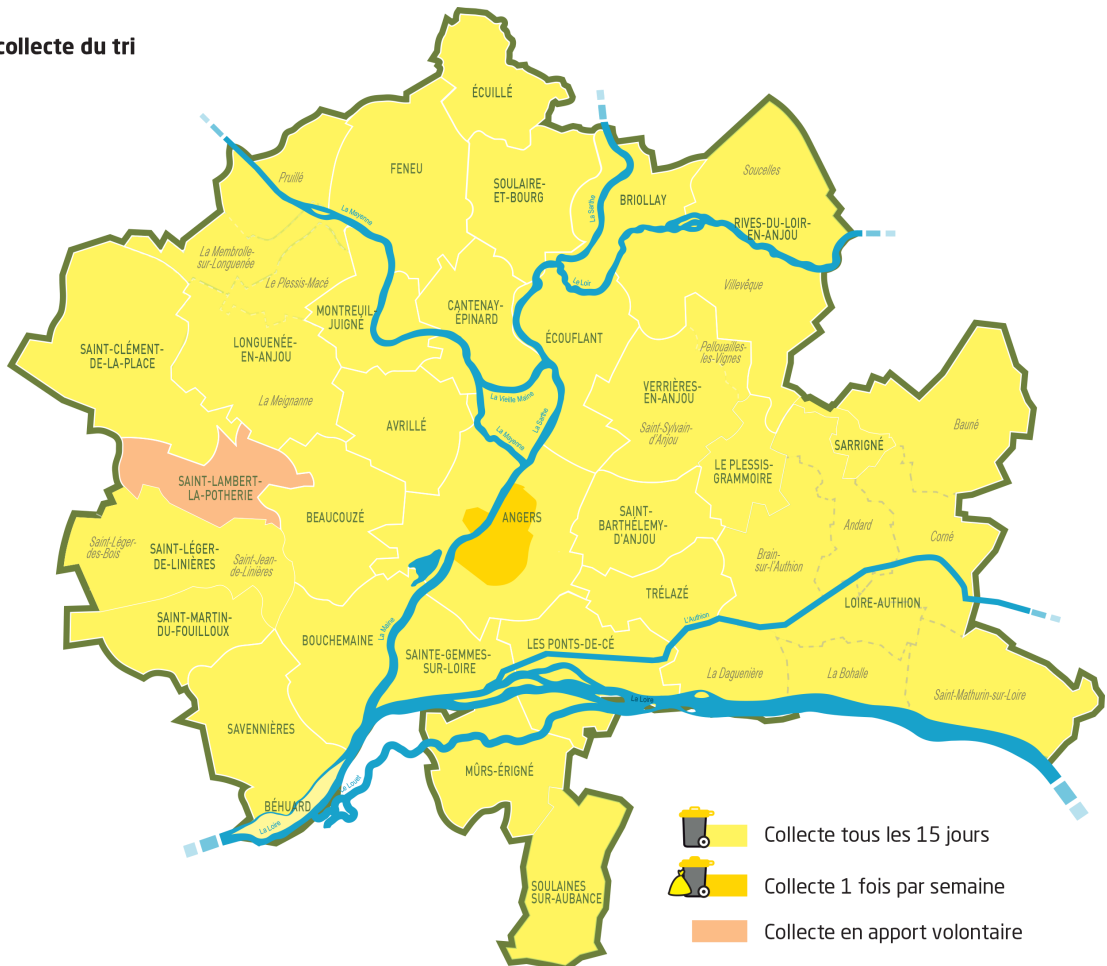 collecte du tri
ÉCUILLÉ
FENEU
Pruillé
SOULAIRE-
ET-BOURG
La Sarthe
BRIOLLAY
Soucelles
RIVES-DU-LOIR-
EN-ANJOU
La Mayenne
La Membrolle-
sur-Longuenée
Le Plessis-Macé
Le Loir
Villevêque
MONTREUIL-
JUIGNÉ
CANTENAY-
ÉPINARD
ÉCOUFLANT
SAINT-CLÉMENT-
DE-LA-PLACE
LONGUENÉE-
EN-ANJOU
Pellouailles-
les-Vignes
VERRIÈRES-
EN-ANJOU
La Meignanne
La Vieille Maine
AVRILLÉ
La Mayenne
La Sarthe
Saint-Sylvain-
d'Anjou
Bauné
SARRIGNÉ
LE PLESSIS-
GRAMMOIRE
SAINT-LAMBERT-
LA-POTHERIE
BEAUCOUZÉ
ANGERS
SAINT-
BARTHÉLEMY-
D'ANJOU
Andard
Corné
Saint-Léger-
des-Bois
SAINT-LÉGER-
DE-LINIÈRES
Saint-Jean-
de-Linières
Brain-
sur-l'Authion
TRÉLAZÉ
LOIRE-AUTHION
SAINT-MARTIN-
DU-FOUILLOUX
La Maine
L'Authion
BOUCHEMAINE
SAINTE-GEMMES-
SUR-LOIRE
LES PONTS-DE-CÉ
La Daguenière
La Bohalle
Saint-Mathurin-sur-Loire
La Loire
SAVENNIÈRES
MÛRS-ÉRIGNÉ
Le Louet
BÉHUARD
La Loire
SOULAINES
SUR-AUBANCE
Collecte tous les 15 jours
Collecte 1 fois par semaine
Collecte en apport volontaire